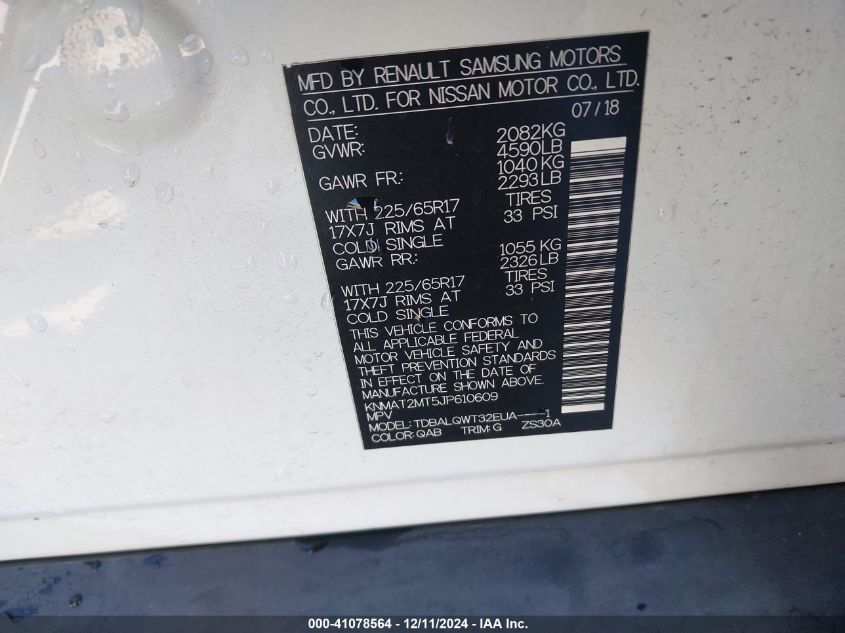 MFD BY RENAULT SAMSUNG MOTORS
CO., LTD. FOR NISSAN MOTOR CO., LTD.
DATE: 07/18
GVWR: 2082KG
4590LB
GAWR FR.: 1040KG
2293LB
WITH 225/65R17 TIRES
17X7J RIMS AT 33 PSI
COLD SINGLE
GAWR RR.: 1055 KG
2326LB
WITH 225/65R17 TIRES
17X7J RIMS AT 33 PSI
COLD SINGLE
THIS VEHICLE CONFORMS TO
ALL APPLICABLE FEDERAL
MOTOR VEHICLE SAFETY AND
THEFT PREVENTION STANDARDS
IN EFFECT ON THE DATE OF
MANUFACTURE SHOWN ABOVE.
KNMAT2MT5JP610609
MPV
MODEL: TDBALQWT32EUA----1
COLOR: QAB TRIM: G ZS30A
000-41078564 - 12/11/2024 - IAA Inc.